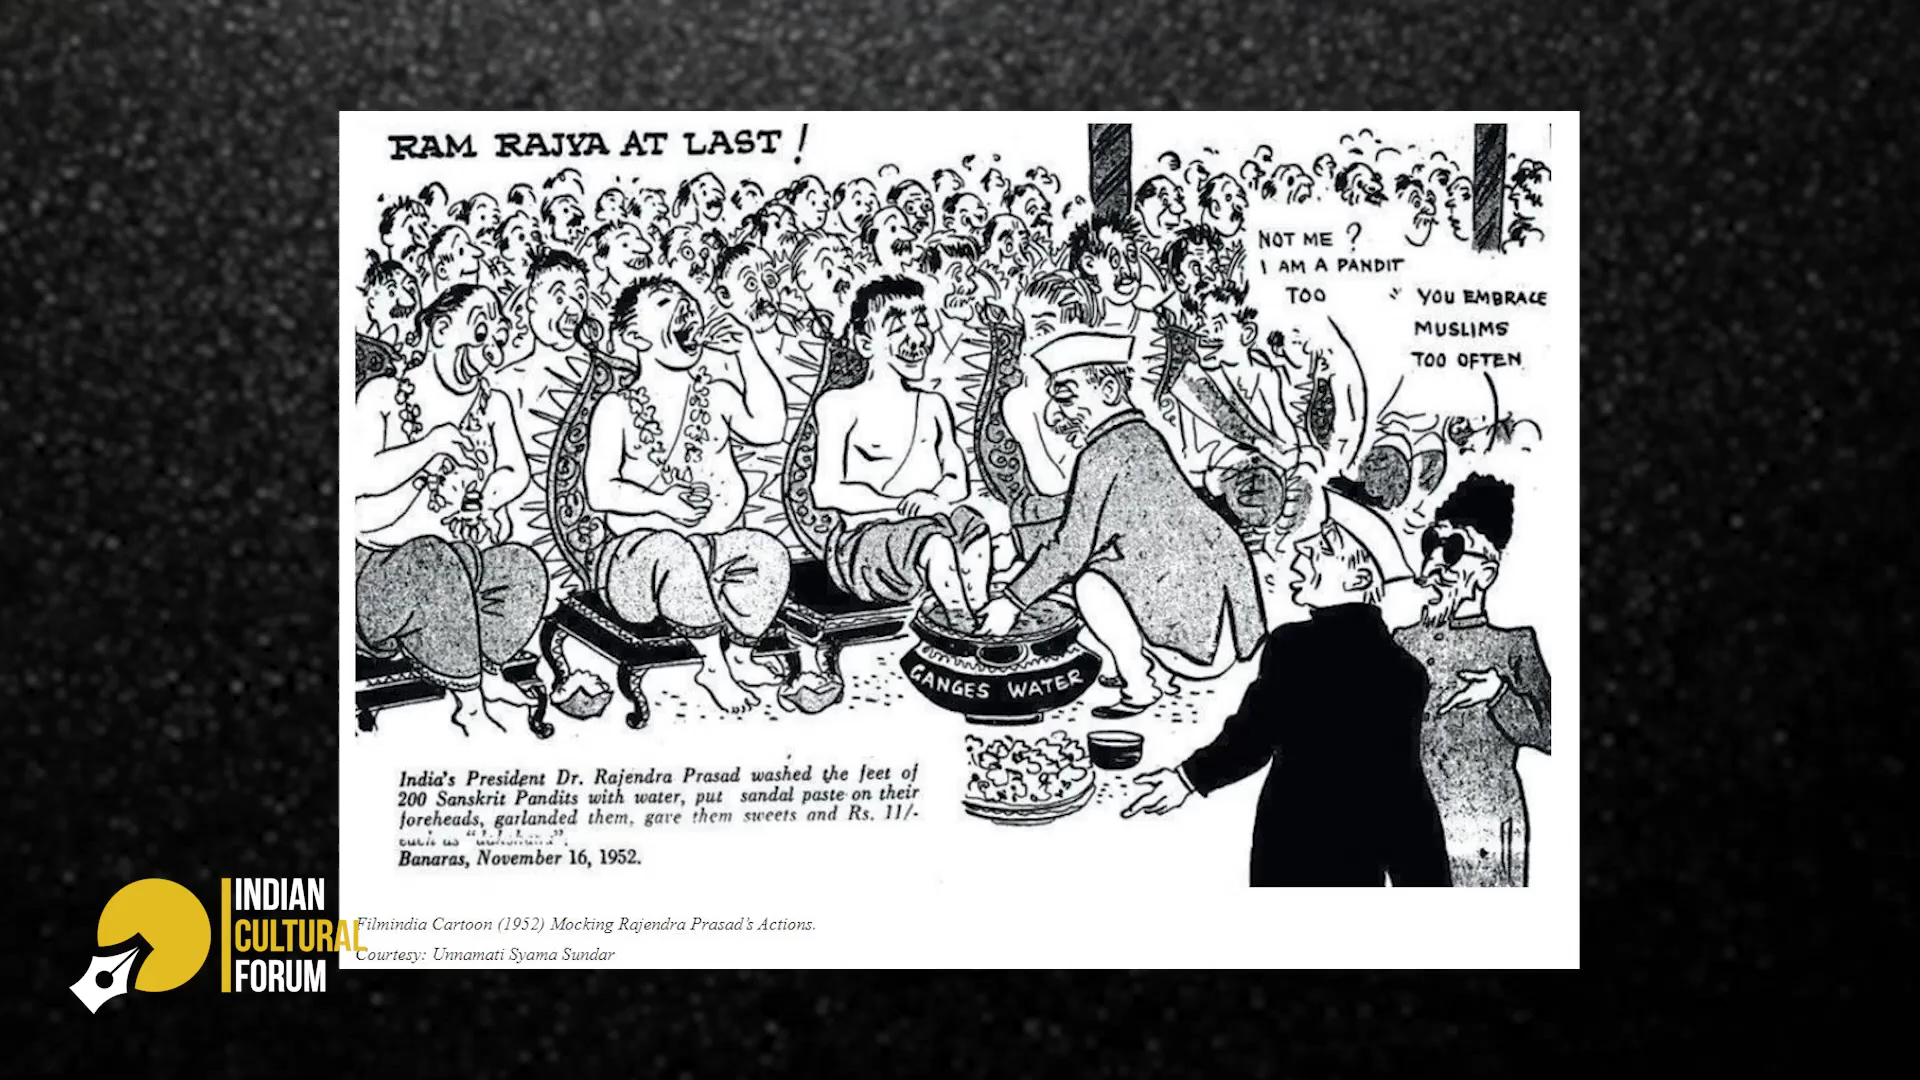 RAM RAJYA AT LAST!
NOT ME ?
I AM A PANDIT
TOO
YOU EMBRACE
MUSLIMS
TOO OFTEN
GANGES WATER
India's President Dr. Rajendra Prasad washed the feet of
200 Sanskrit Pandits with water, put sandal paste on their
foreheads, garlanded them, gave them sweets and Rs. 11/-
Banaras, November 16, 1952.
Filmindia Cartoon (1952) Mocking Rajendra Prasad's Actions.
Courtesy: Unnamati Syama Sundar
INDIAN
CULTURAL
FORUM